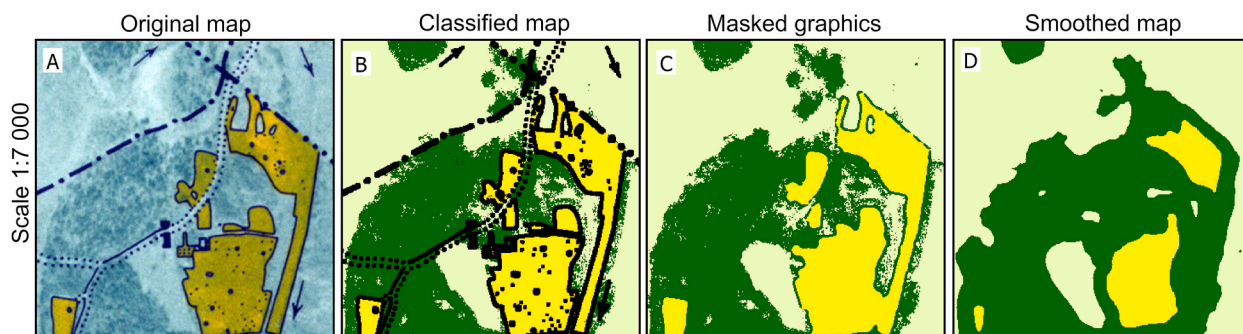 Original map
Classified map
Masked graphics
Smoothed map
Scale 1:7 000
A
B
C
D